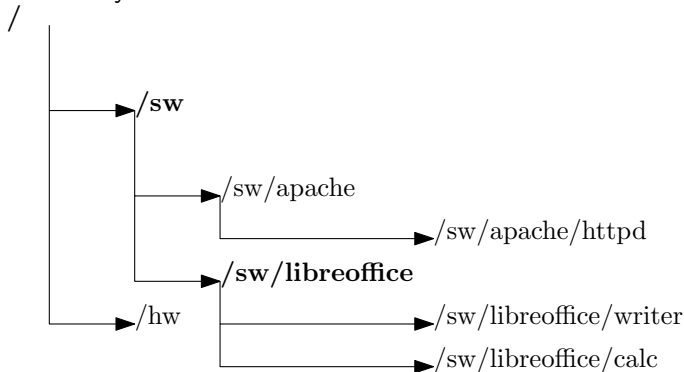 /
/sw
/sw/apache
/sw/apache/httpd
/sw/libreoffice
/hw
/sw/libreoffice/writer
/sw/libreoffice/calc